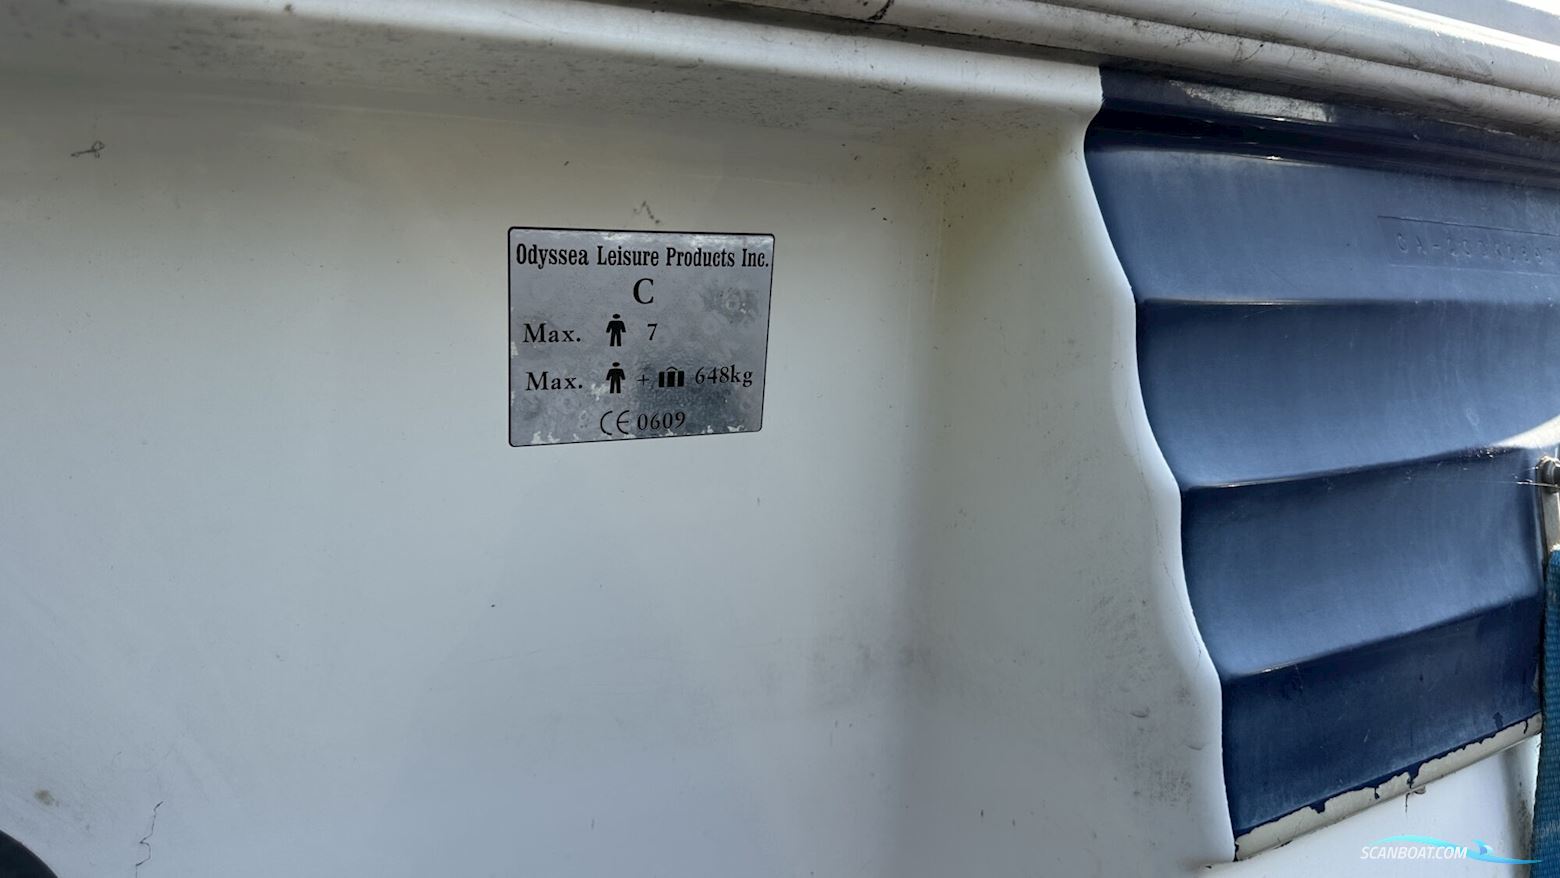 Odyssea Leisure Products Inc.
C
Max. 7
Max. + 648kg
CE 0609
SCANBOAT.COM